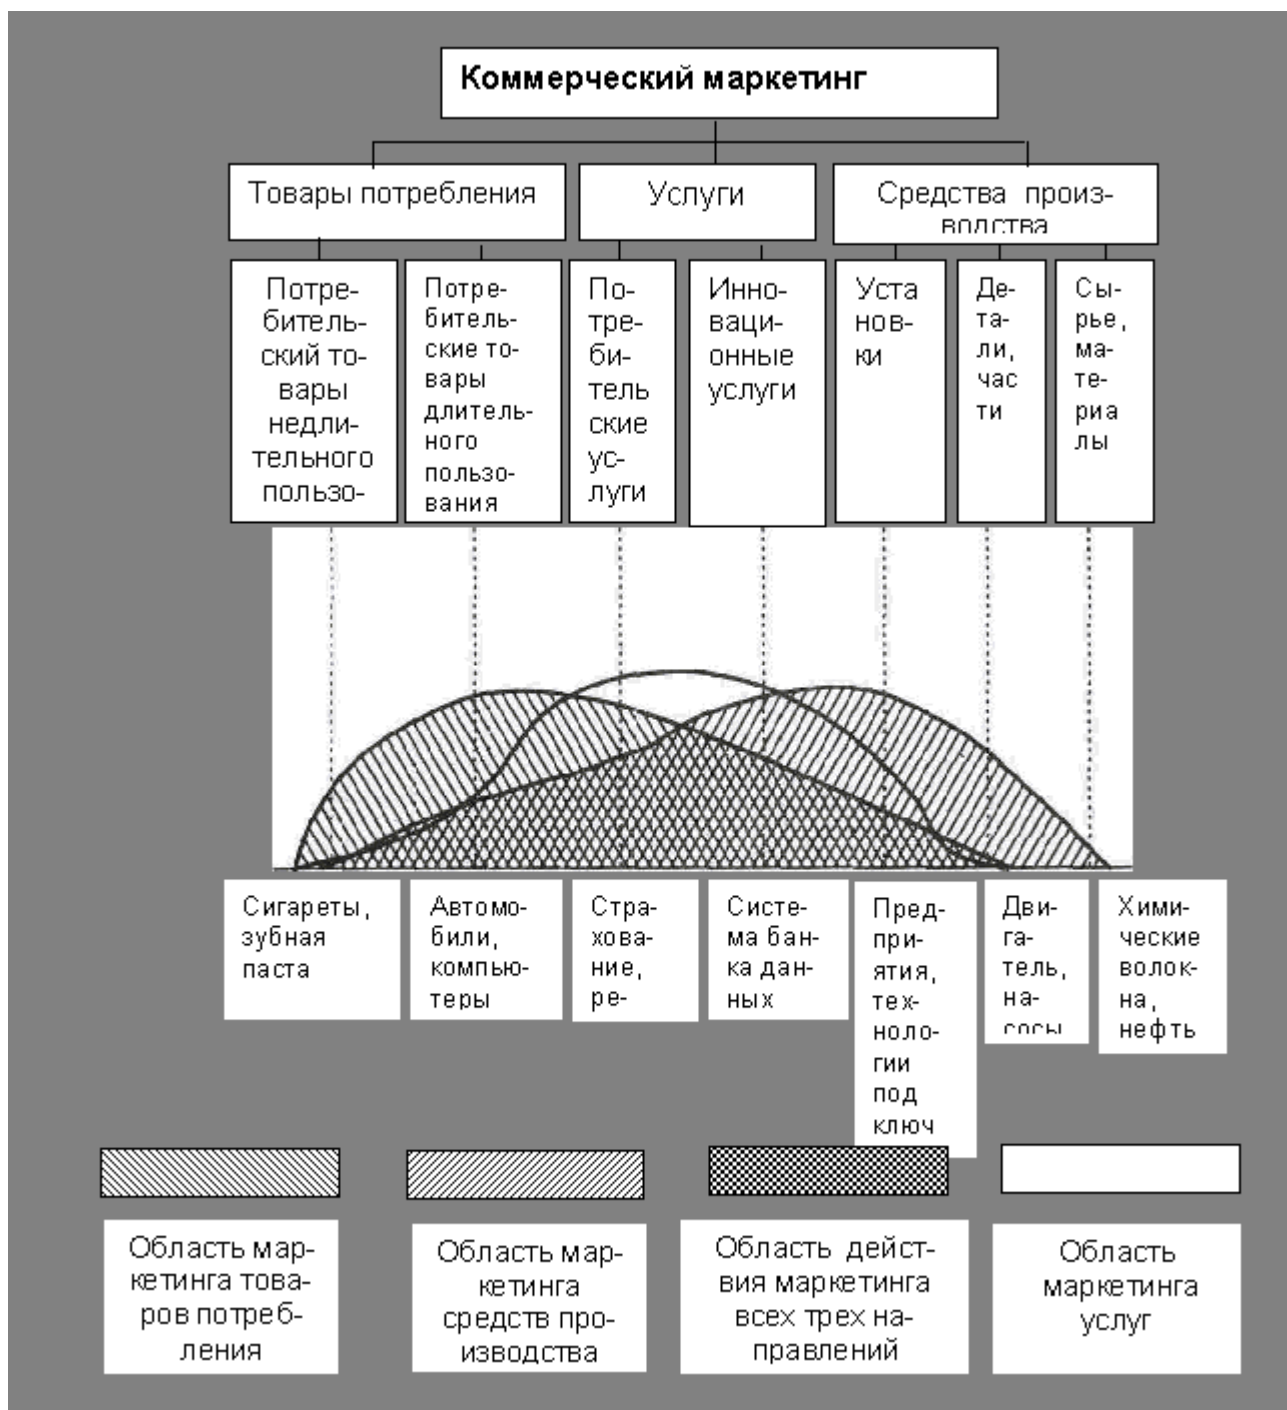 Коммерческий маркетинг
Товары потребления
Услуги
Средства произ-
водства
Потре-
битель-
ский то-
вары
недли-
тельного
пользо-
Потре-
битель-
ские то-
вары
длитель-
ного
пользо-
вания
По-
тре-
би-
тель
ские
ус-
луги
Инно-
ваци-
онные
услуги
Уста
нов-
ки
Де-
та-
ли,
час
ти
Сы-
рье,
ма-
те-
риа
лы
Сигареты,
зубная
паста
Автомо-
били,
компью-
теры
Стра-
хова-
ние,
ре-
Систе-
ма бан-
ка дан-
ных
Пред-
при-
ятия,
тех-
ноло-
гии
под
ключ
Дви-
га-
тель,
на-
сосы
Хими-
ческие
волок-
на,
нефть
Область мар-
кетинга това-
ров потреб-
ления
Область мар-
кетинга
средств про-
изводства
Область дейст-
вия маркетинга
всех трех на-
правлений
Область
маркетинга
услуг